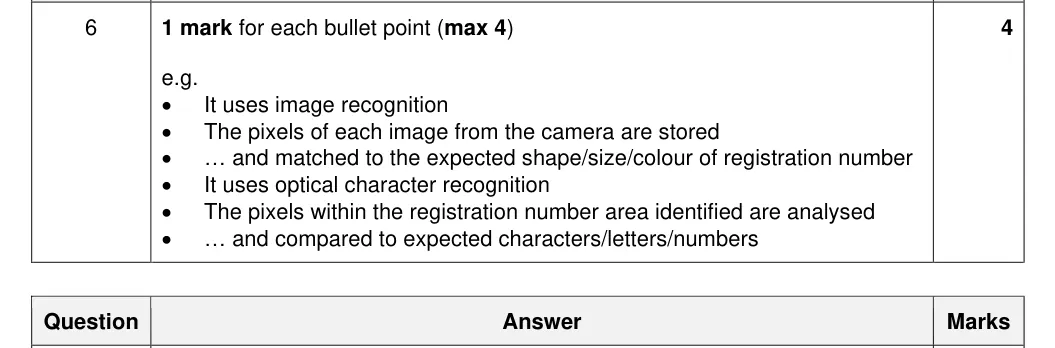 6 1 mark for each bullet point (max 4) 4
e.g.
• It uses image recognition
• The pixels of each image from the camera are stored
• … and matched to the expected shape/size/colour of registration number
• It uses optical character recognition
• The pixels within the registration number area identified are analysed
• … and compared to expected characters/letters/numbers
Question Answer Marks